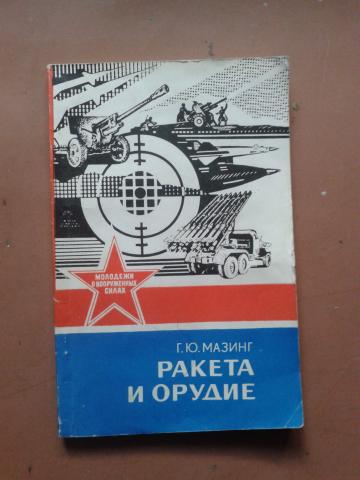 МОЛОДЕЖИ
О ВООРУЖЕННЫХ
СИЛАХ
Г.Ю.МАЗИНГ
РАКЕТА
И ОРУДИЕ